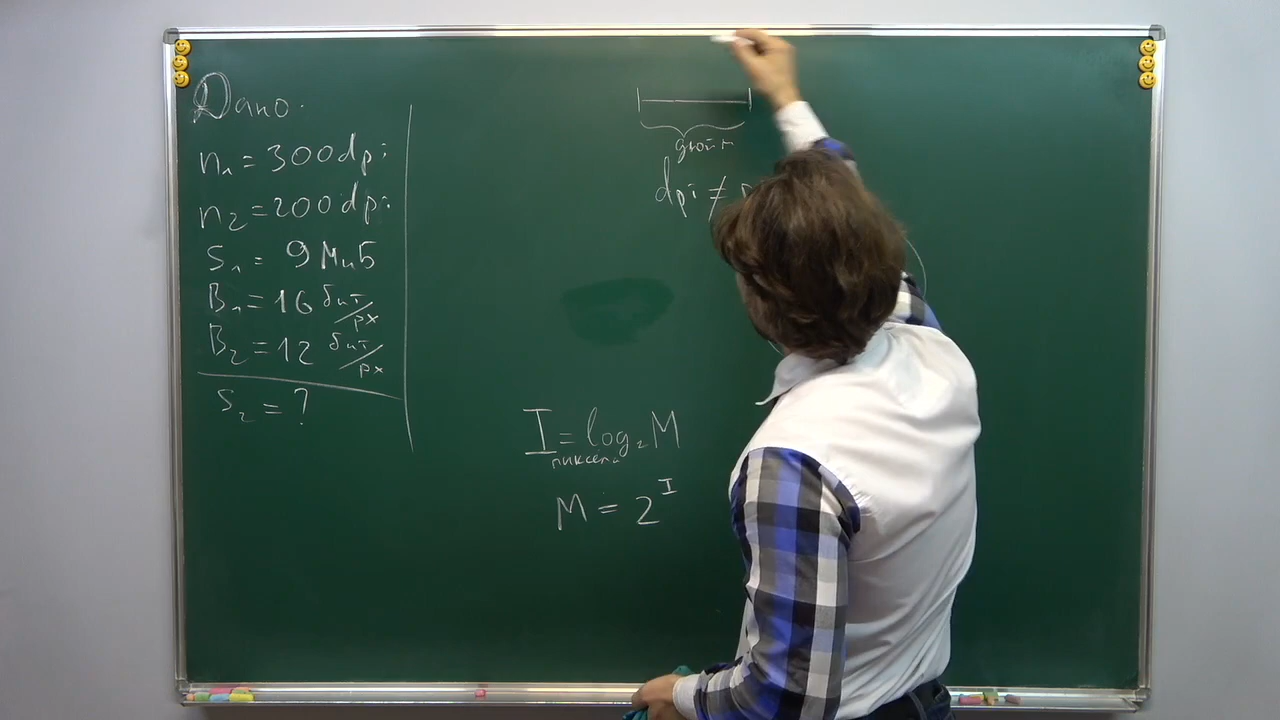 Дано.
n₁ = 300 dpi
n₂ = 200 dpi
S₁ = 9 МиБ
B₁ = 16 бит/px
B₂ = 12 бит/px
S₂ = ?
дюйм
dpi ≠
I = log₂ M
пиксель
M = 2^I